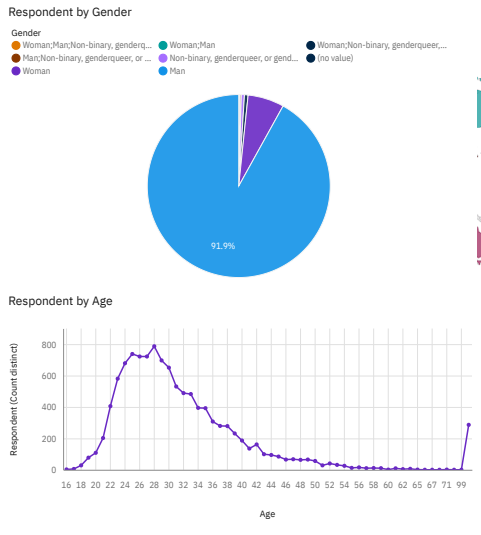 Respondent by Gender
Gender
Woman;Man;Non-binary, genderq... Woman;Man Woman;Non-binary, genderqueer,...
Man;Non-binary, genderqueer, or ... Non-binary, genderqueer, or gend... (no value)
Woman Man
91.9%
Respondent by Age
Respondent (Count distinct)
800
600
400
200
0
16 18 20 22 24 26 28 30 32 34 36 38 40 42 44 46 48 50 52 54 56 58 60 62 65 67 71 99
Age